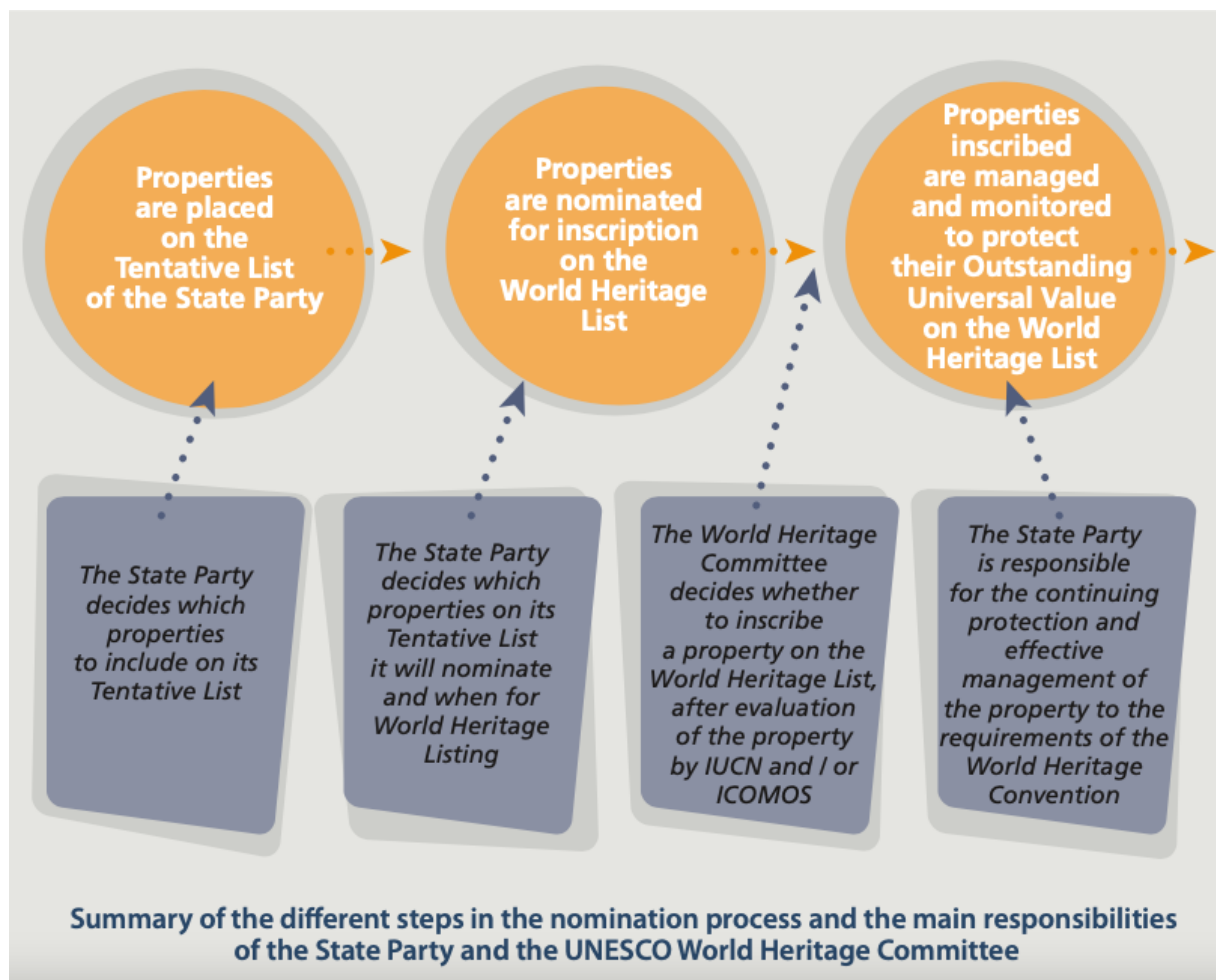 Properties
are placed
on the
Tentative List
of the State Party
Properties
are nominated
for inscription
on the
World Heritage
List
Properties
inscribed
are managed
and monitored
to protect
their Outstanding
Universal Value
on the World
Heritage List
The State Party
decides which
properties
to include on its
Tentative List
The State Party
decides which
properties on its
Tentative List
it will nominate
and when for
World Heritage
Listing
The World Heritage
Committee
decides whether
to inscribe
a property on the
World Heritage List,
after evaluation
of the property
by IUCN and / or
ICOMOS
The State Party
is responsible
for the continuing
protection and
effective
management of
the property to the
requirements of the
World Heritage
Convention
Summary of the different steps in the nomination process and the main responsibilities
of the State Party and the UNESCO World Heritage Committee